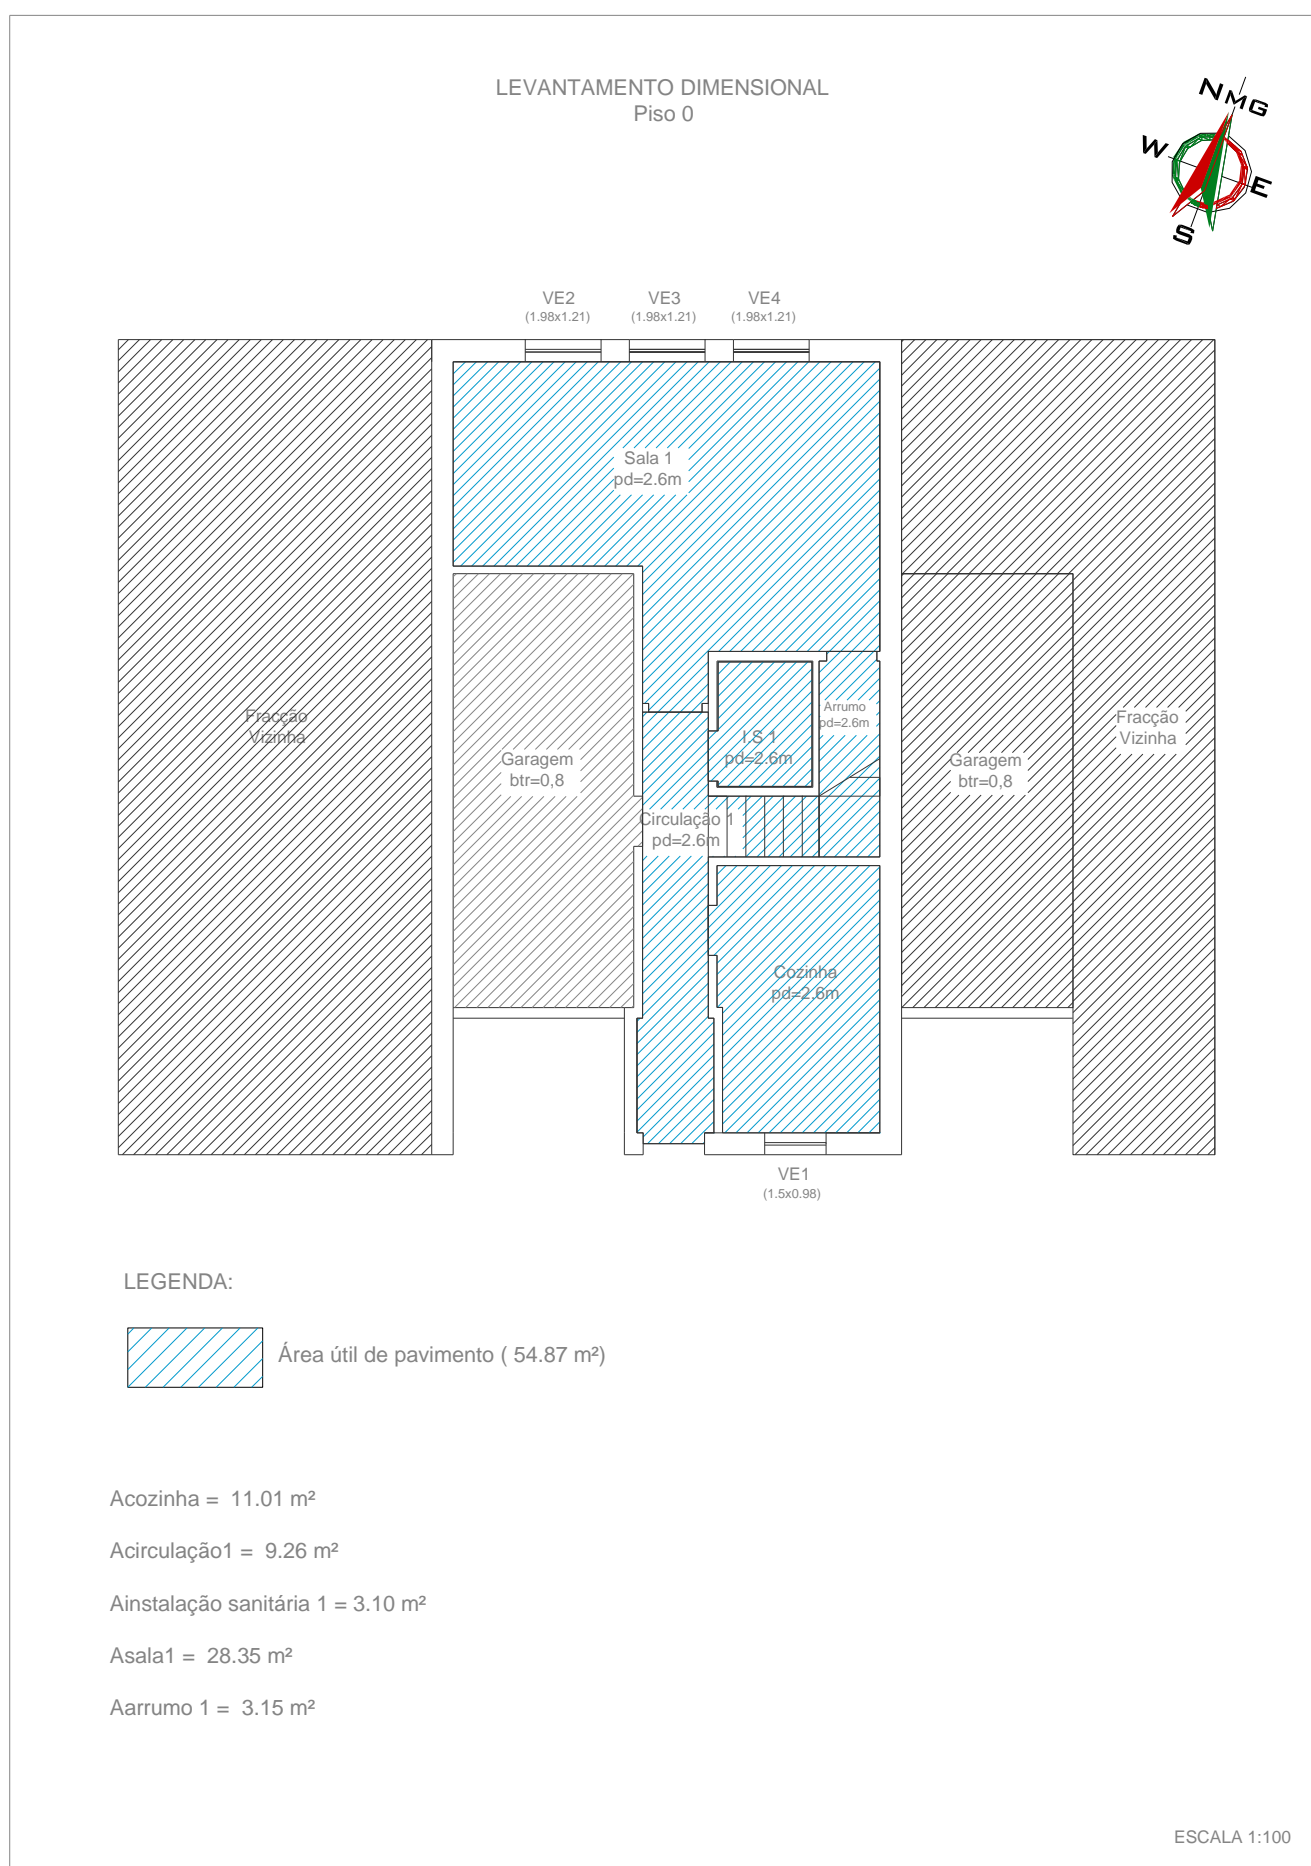 LEVANTAMENTO DIMENSIONAL
Piso 0
NMG
W
E
S
VE2
(1.98x1.21)
VE3
(1.98x1.21)
VE4
(1.98x1.21)
Sala 1
pd=2.6m
Fracção
Vizinha
Garagem
btr=0,8
I.S 1
pd=2.6m
Arrumo
pd=2.6m
Circulação 1
pd=2.6m
Garagem
btr=0,8
Fracção
Vizinha
Cozinha
pd=2.6m
VE1
(1.5x0.98)
LEGENDA:
Área útil de pavimento ( 54.87 m²)
Acozinha = 11.01 m²
Acirculação1 = 9.26 m²
Ainstalação sanitária 1 = 3.10 m²
Asala1 = 28.35 m²
Aarrumo 1 = 3.15 m²
ESCALA 1:100